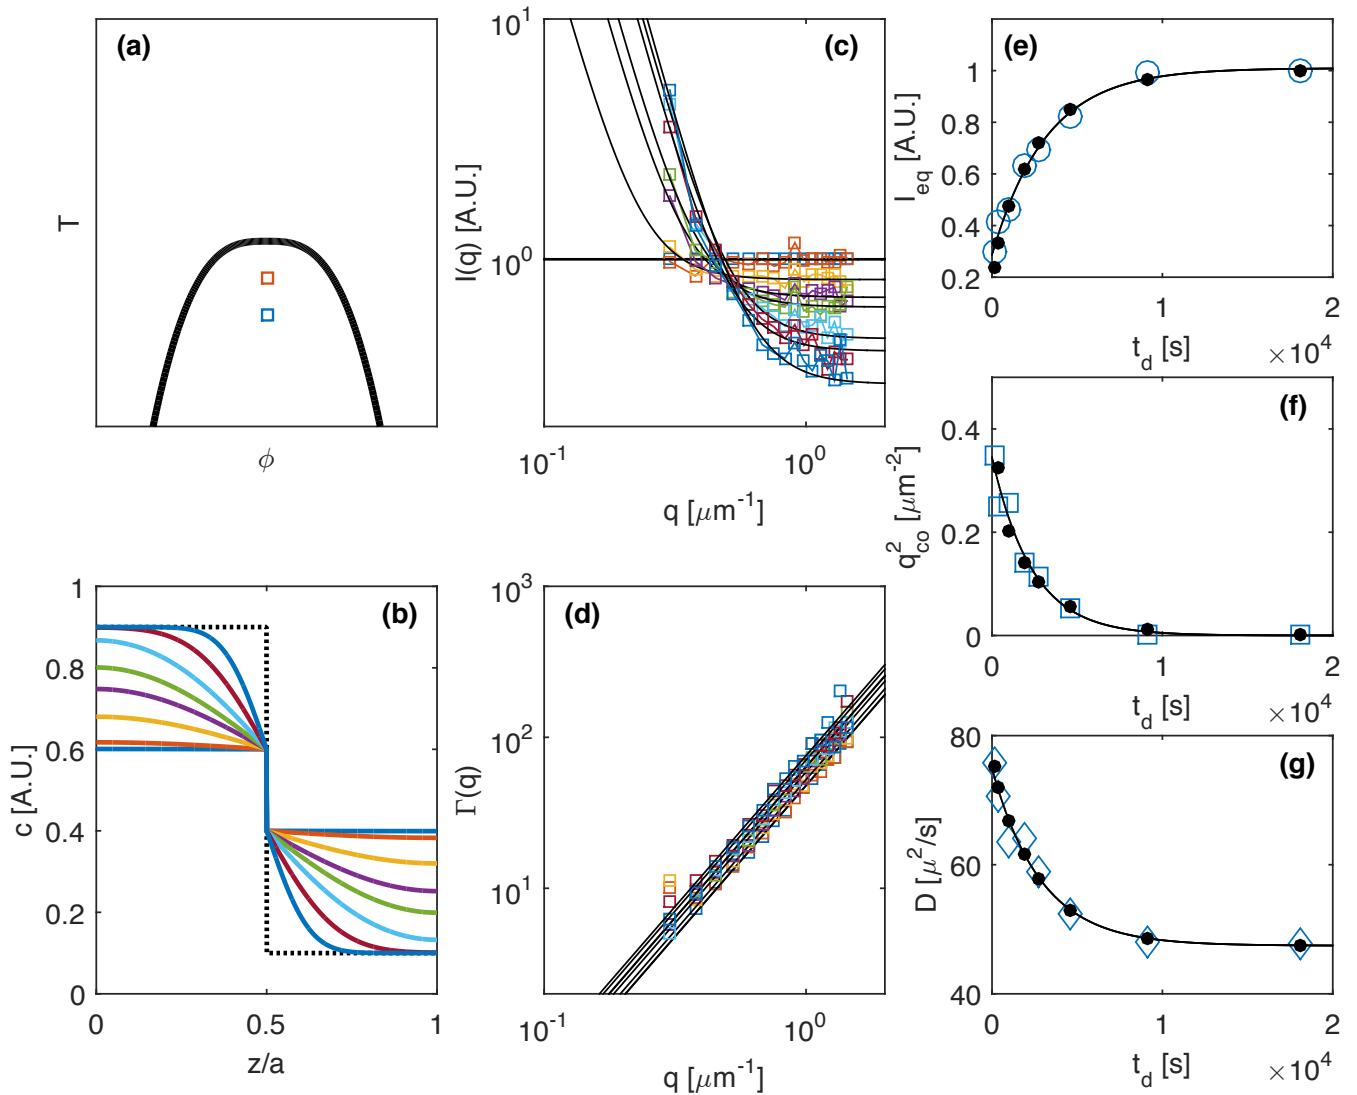 (a)
T
ϕ
(b)
c [A.U.]
1
0.8
0.6
0.4
0.2
0
0
0.5
1
z/a
(c)
I(q) [A.U.]
10^1
10^0
10^-1
10^0
q [μm^-1]
(d)
Γ(q)
10^3
10^2
10^1
10^-1
10^0
q [μm^-1]
(e)
I_eq [A.U.]
1
0.8
0.6
0.4
0.2
0
1
2
t_d [s]
×10^4
(f)
q^2_co [μm^-2]
0.4
0.2
0
0
1
2
t_d [s]
×10^4
(g)
D [μ^2/s]
80
60
40
0
1
2
t_d [s]
×10^4